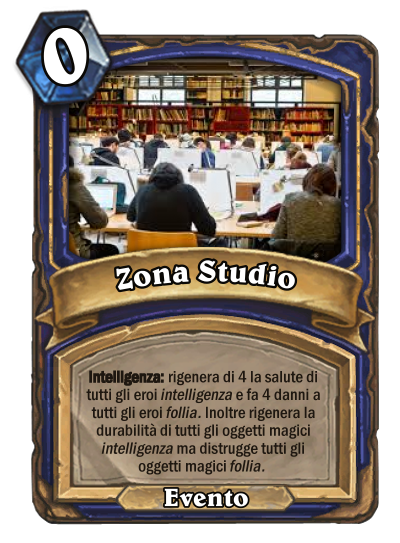 0
Zona Studio
Intelligenza: rigenera di 4 la salute di
tutti gli eroi intelligenza e fa 4 danni a
tutti gli eroi follia. Inoltre rigenera la
durabilità di tutti gli oggetti magici
intelligenza ma distrugge tutti gli
oggetti magici follia.
Evento